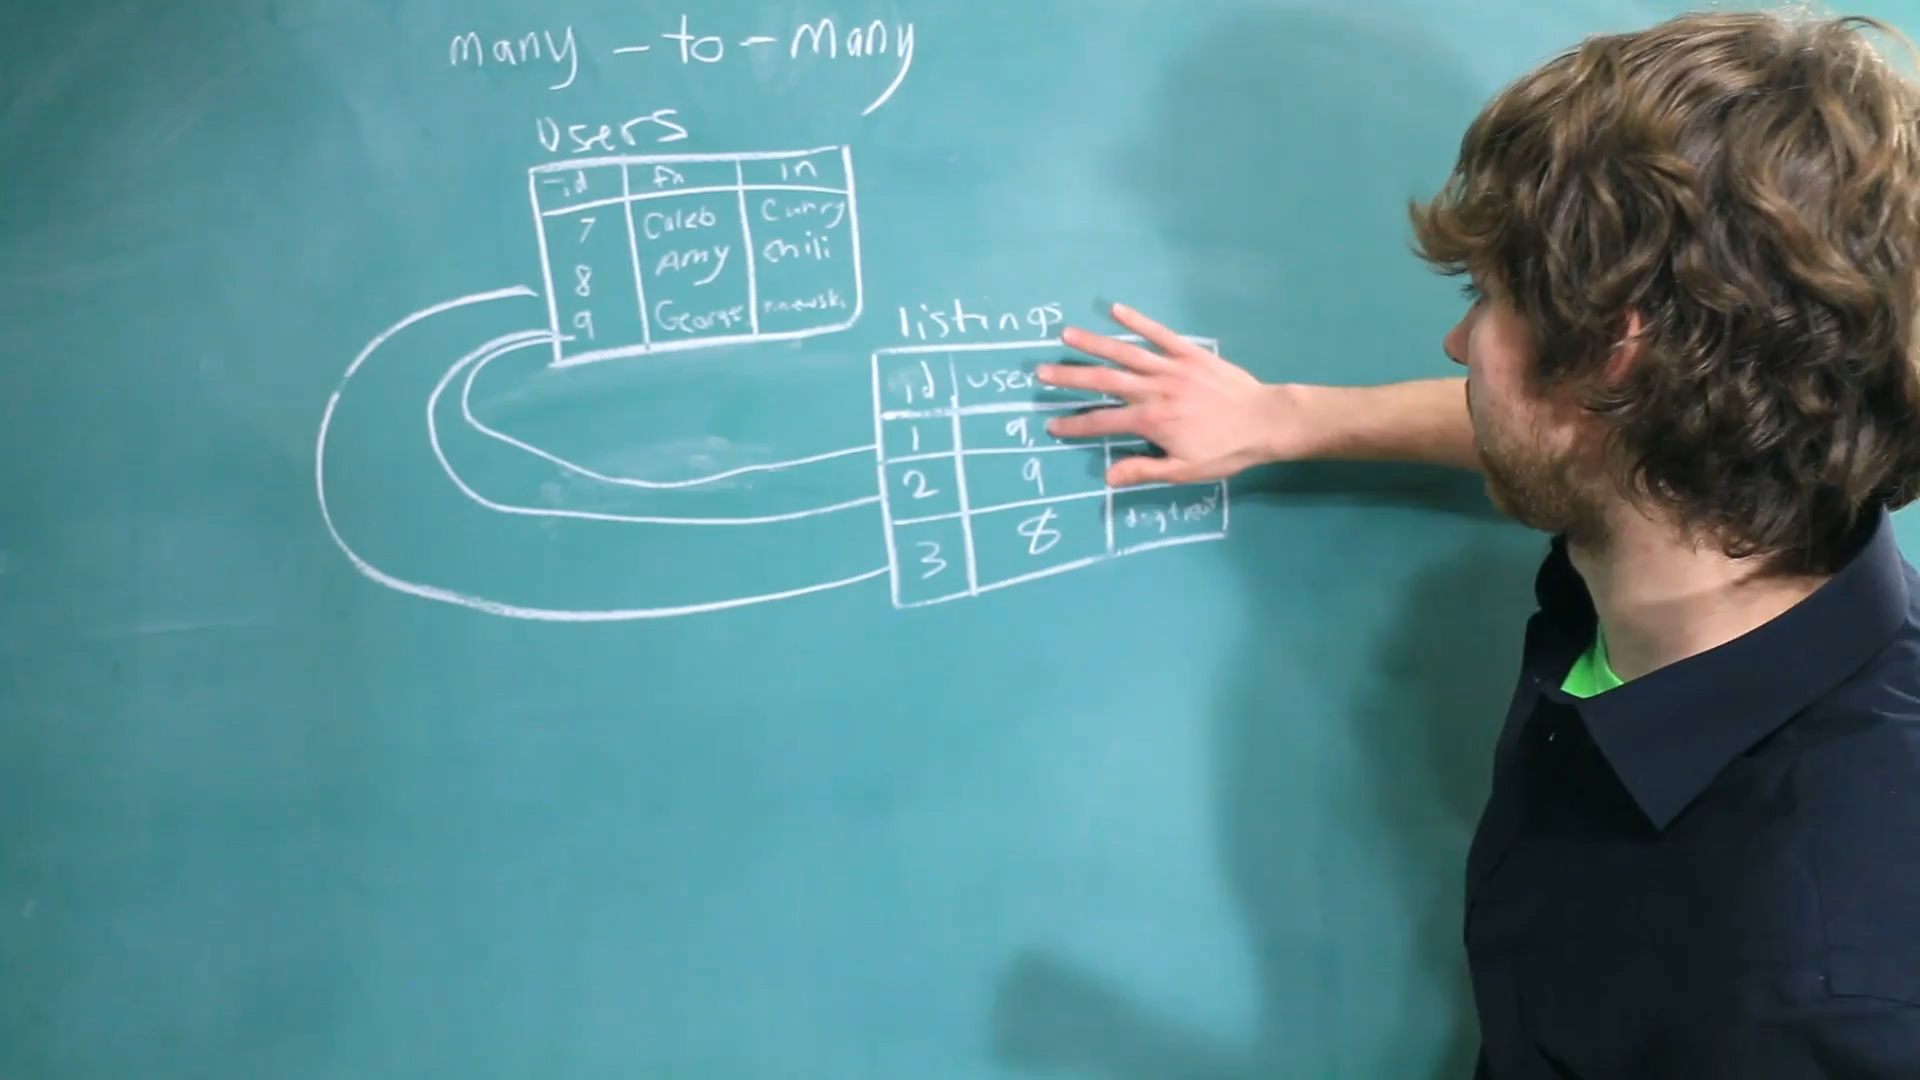 many - to - many
users
id fn ln
7 Caleb Curry
8 Amy Chili
9 George
listings
id user
1 9,
2 9
3 8